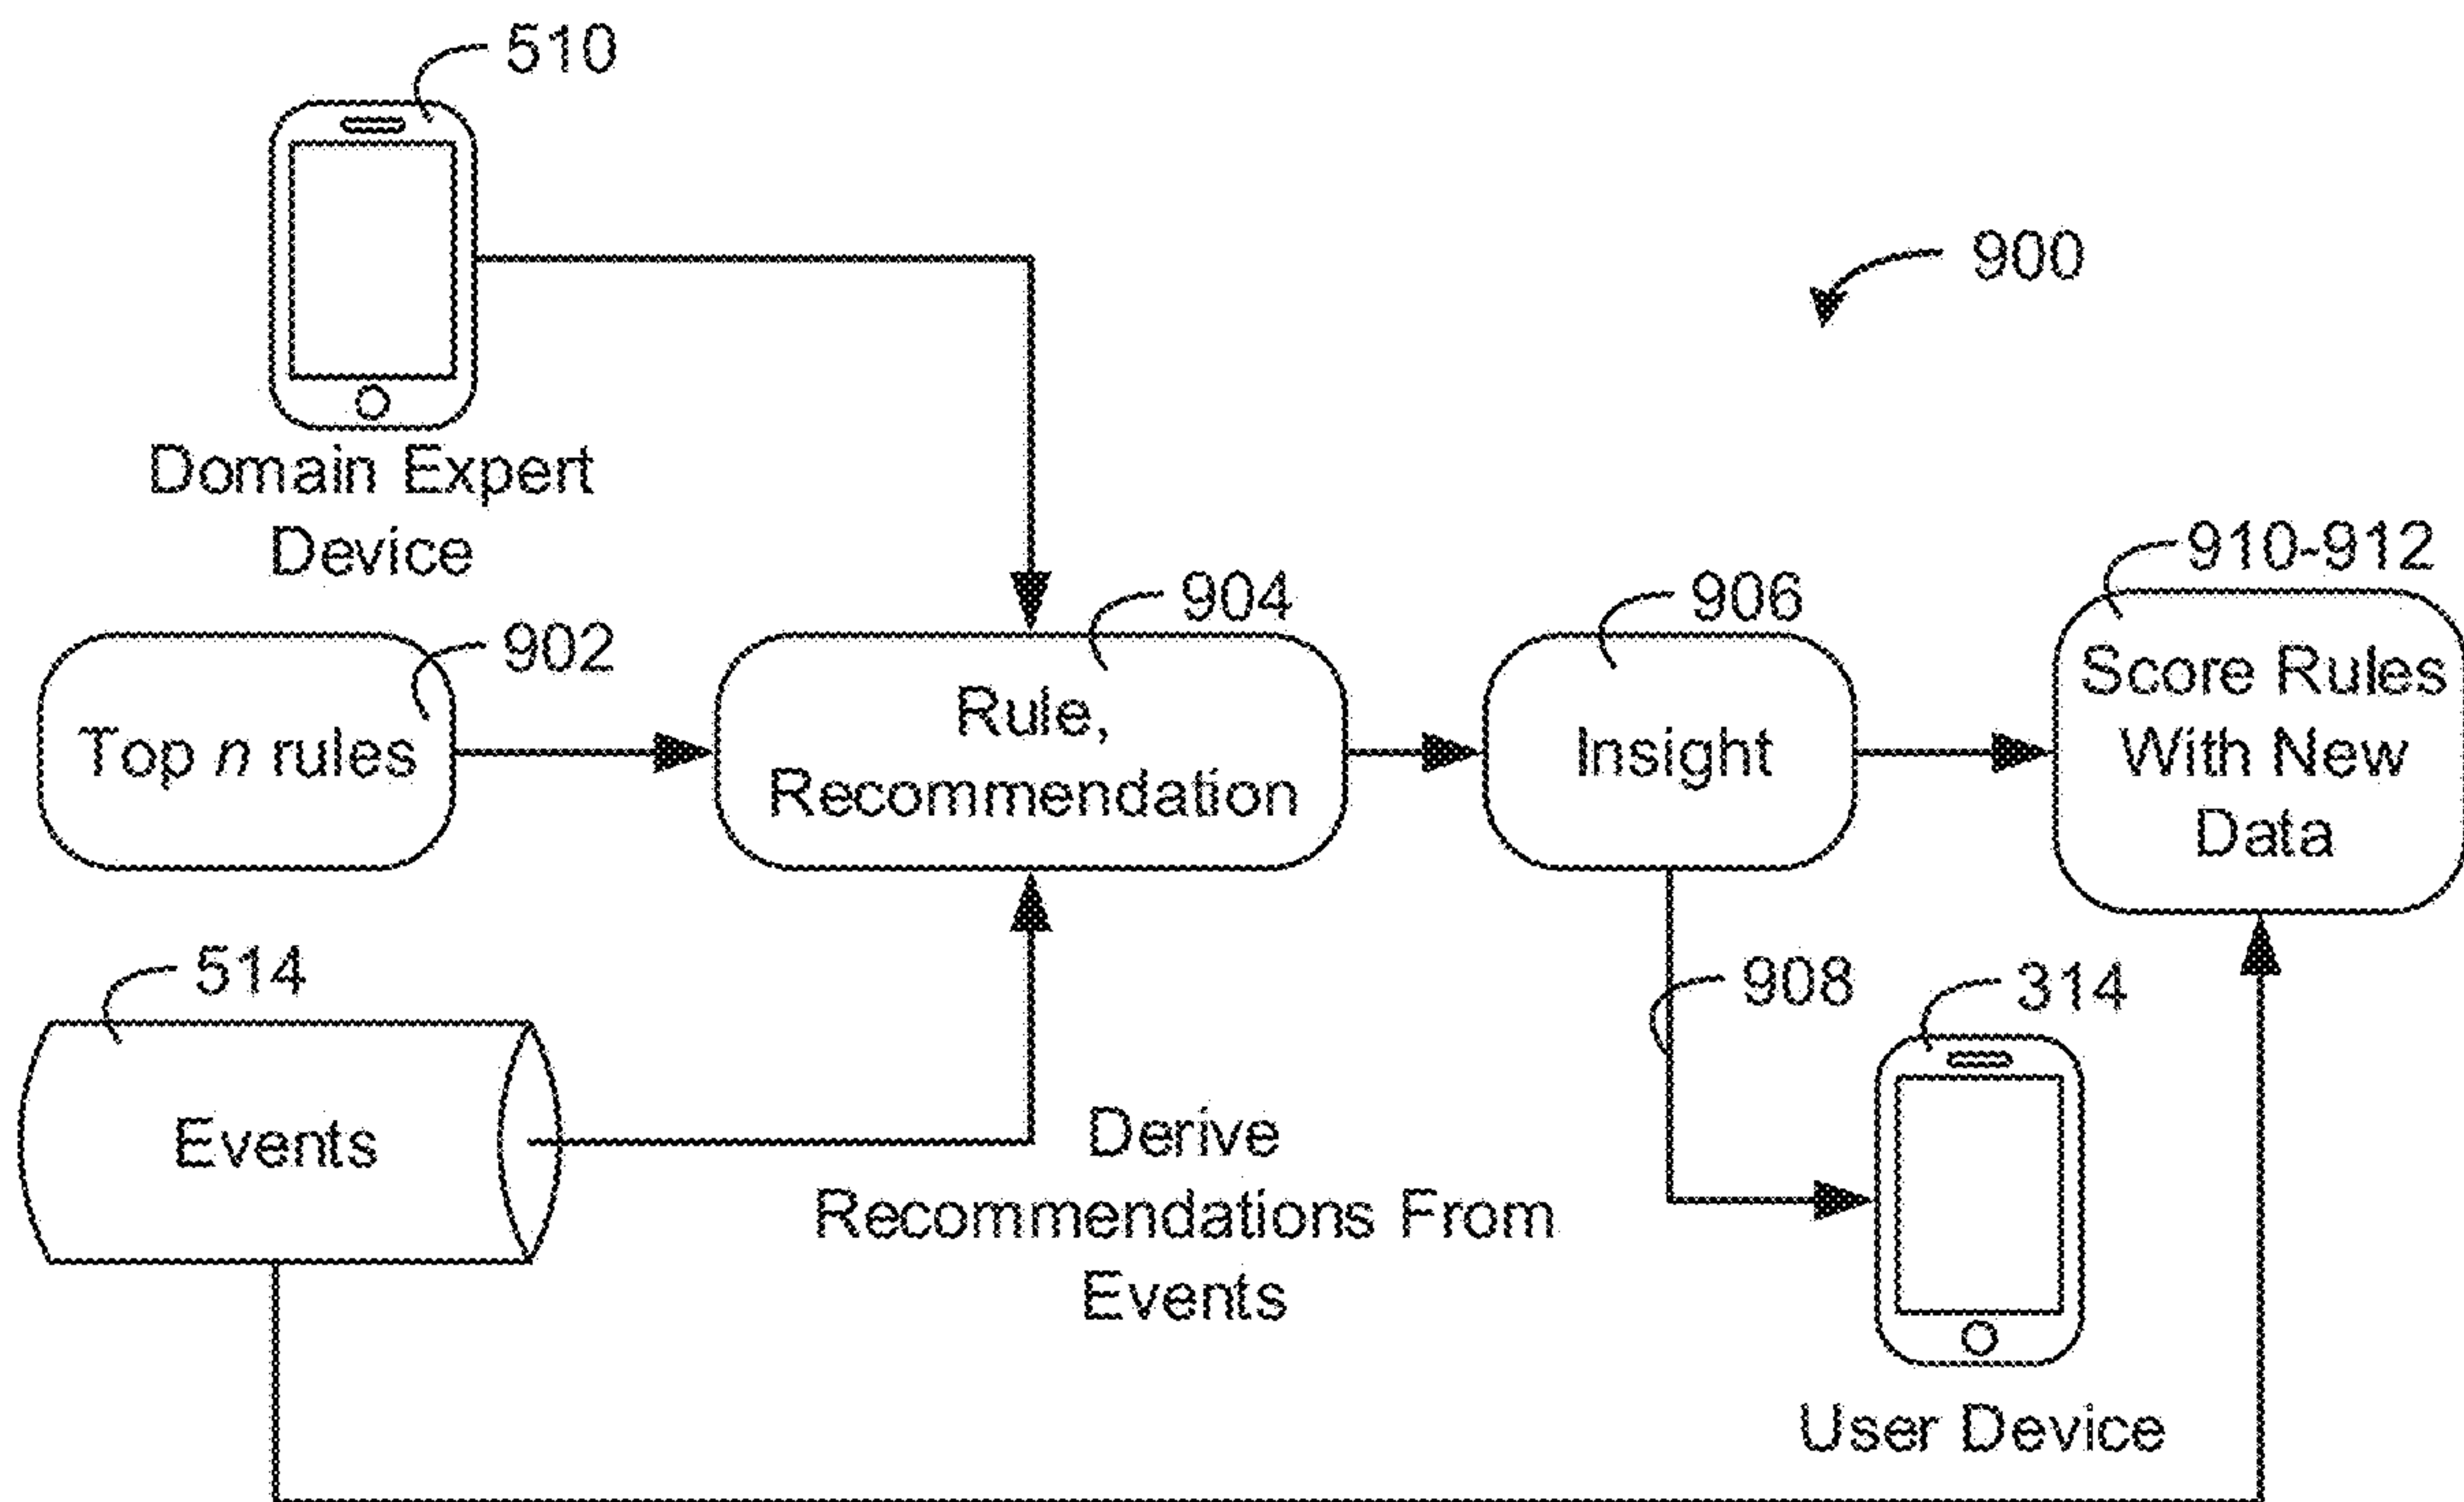 510
Domain Expert
Device
900
902
Top n rules
904
Rule,
Recommendation
906
Insight
910-912
Score Rules
With New
Data
514
Events
Derive
Recommendations From
Events
908
314
User Device